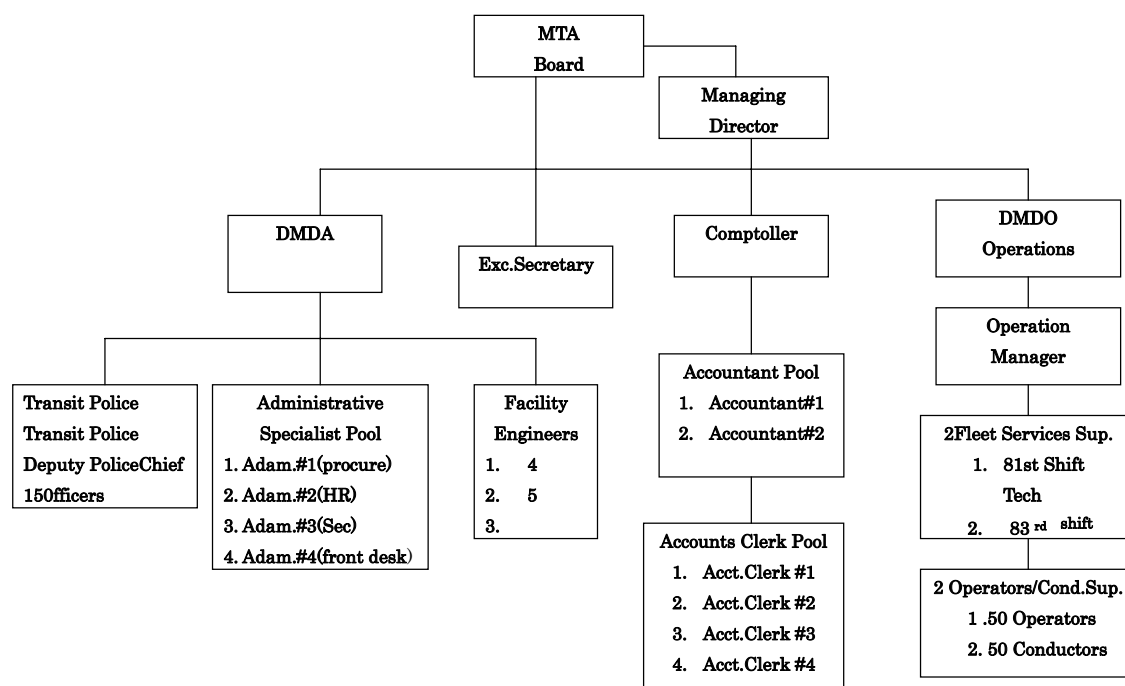 MTA
Board
Managing
Director
DMDA
Exc.Secretary
Comptoller
DMDO
Operations
Operation
Manager
Transit Police
Transit Police
Deputy PoliceChief
150fficers
Administrative
Specialist Pool
1. Adam.#1(procure)
2. Adam.#2(HR)
3. Adam.#3(Sec)
4. Adam.#4(front desk)
Facility
Engineers
1. 4
2. 5
3.
Accountant Pool
1. Accountant#1
2. Accountant#2
Accounts Clerk Pool
1. Acct.Clerk #1
2. Acct.Clerk #2
3. Acct.Clerk #3
4. Acct.Clerk #4
2Fleet Services Sup.
1. 81st Shift
Tech
2. 83 rd shift
2 Operators/Cond.Sup.
1 .50 Operators
2. 50 Conductors